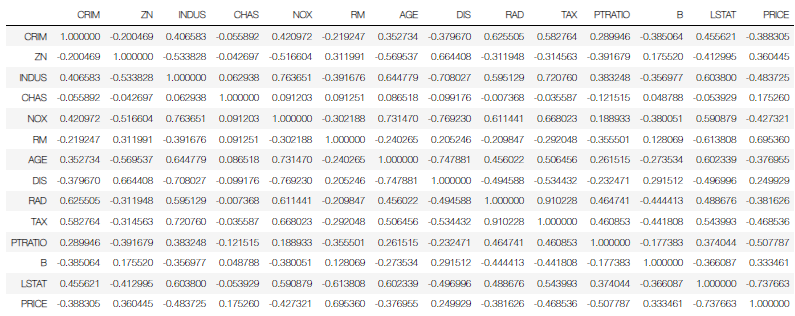 CRIM ZN INDUS CHAS NOX RM AGE DIS RAD TAX PTRATIO B LSTAT PRICE
CRIM 1.000000 -0.200469 0.406583 -0.055892 0.420972 -0.219247 0.352734 -0.379670 0.625505 0.582764 0.289946 -0.385064 0.455621 -0.388305
ZN -0.200469 1.000000 -0.533828 -0.042697 -0.516604 0.311991 -0.569537 0.664408 -0.311948 -0.314563 -0.391679 0.175520 -0.412995 0.360445
INDUS 0.406583 -0.533828 1.000000 0.062938 0.763651 -0.391676 0.644779 -0.708027 0.595129 0.720760 0.383248 -0.356977 0.603800 -0.483725
CHAS -0.055892 -0.042697 0.062938 1.000000 0.091203 0.091251 0.086518 -0.099176 -0.007368 -0.035587 -0.121515 0.048788 -0.053929 0.175260
NOX 0.420972 -0.516604 0.763651 0.091203 1.000000 -0.302188 0.731470 -0.769230 0.611441 0.668023 0.188933 -0.380051 0.590879 -0.427321
RM -0.219247 0.311991 -0.391676 0.091251 -0.302188 1.000000 -0.240265 0.205246 -0.209847 -0.292048 -0.355501 0.128069 -0.613808 0.695360
AGE 0.352734 -0.569537 0.644779 0.086518 0.731470 -0.240265 1.000000 -0.747881 0.456022 0.506456 0.261515 -0.273534 0.602339 -0.376955
DIS -0.379670 0.664408 -0.708027 -0.099176 -0.769230 0.205246 -0.747881 1.000000 -0.494588 -0.534432 -0.232471 0.291512 -0.496996 0.249929
RAD 0.625505 -0.311948 0.595129 -0.007368 0.611441 -0.209847 0.456022 -0.494588 1.000000 0.910228 0.464741 -0.444413 0.488676 -0.381626
TAX 0.582764 -0.314563 0.720760 -0.035587 0.668023 -0.292048 0.506456 -0.534432 0.910228 1.000000 0.460853 -0.441808 0.543993 -0.468536
PTRATIO 0.289946 -0.391679 0.383248 -0.121515 0.188933 -0.355501 0.261515 -0.232471 0.464741 0.460853 1.000000 -0.177383 0.374044 -0.507787
B -0.385064 0.175520 -0.356977 0.048788 -0.380051 0.128069 -0.273534 0.291512 -0.444413 -0.441808 -0.177383 1.000000 -0.366087 0.333461
LSTAT 0.455621 -0.412995 0.603800 -0.053929 0.590879 -0.613808 0.602339 -0.496996 0.488676 0.543993 0.374044 -0.366087 1.000000 -0.737663
PRICE -0.388305 0.360445 -0.483725 0.175260 -0.427321 0.695360 -0.376955 0.249929 -0.381626 -0.468536 -0.507787 0.333461 -0.737663 1.000000